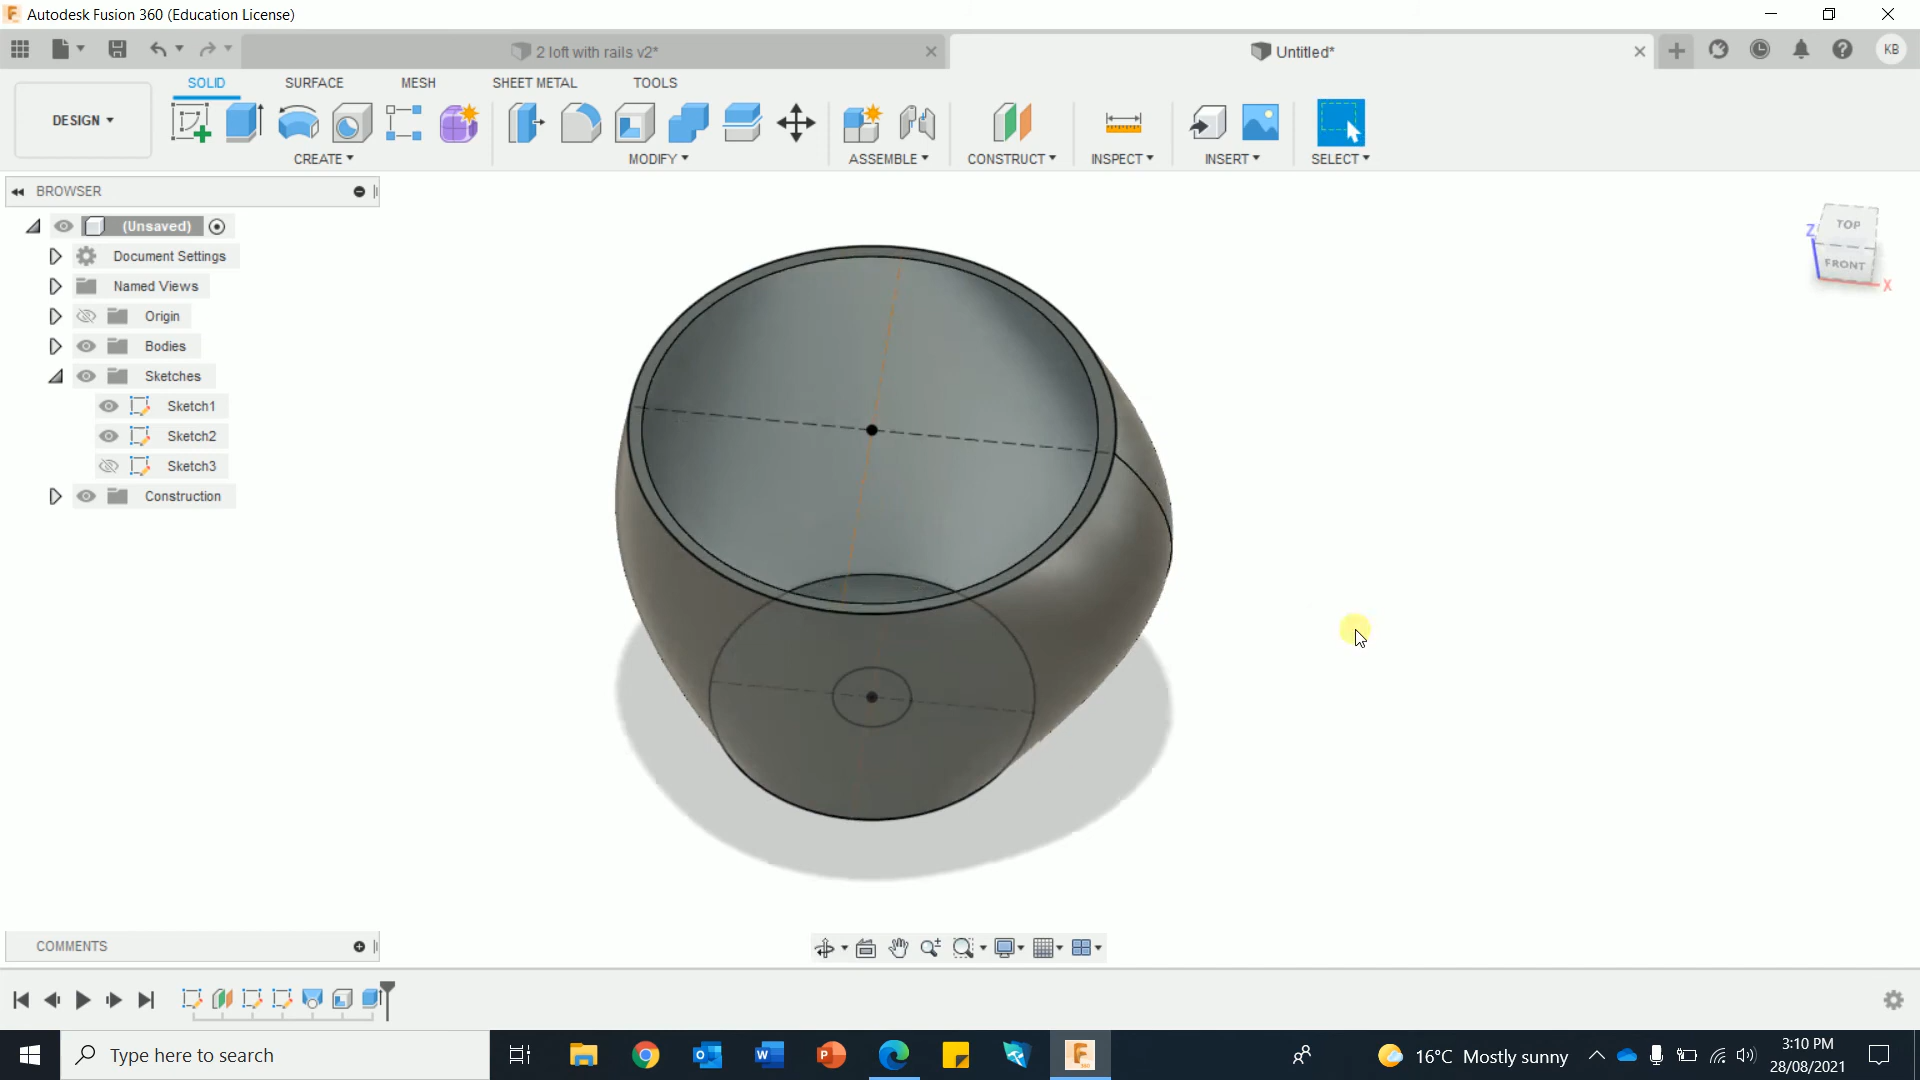 Autodesk Fusion 360 (Education License)
2 loft with rails v2*
Untitled*
KB
DESIGN
SOLID
SURFACE
MESH
SHEET METAL
TOOLS
CREATE
MODIFY
ASSEMBLE
CONSTRUCT
INSPECT
INSERT
SELECT
BROWSER
(Unsaved)
Document Settings
Named Views
Origin
Bodies
Sketches
Sketch1
Sketch2
Sketch3
Construction
TOP
FRONT
Z
X
COMMENTS
Type here to search
16°C Mostly sunny
3:10 PM
28/08/2021